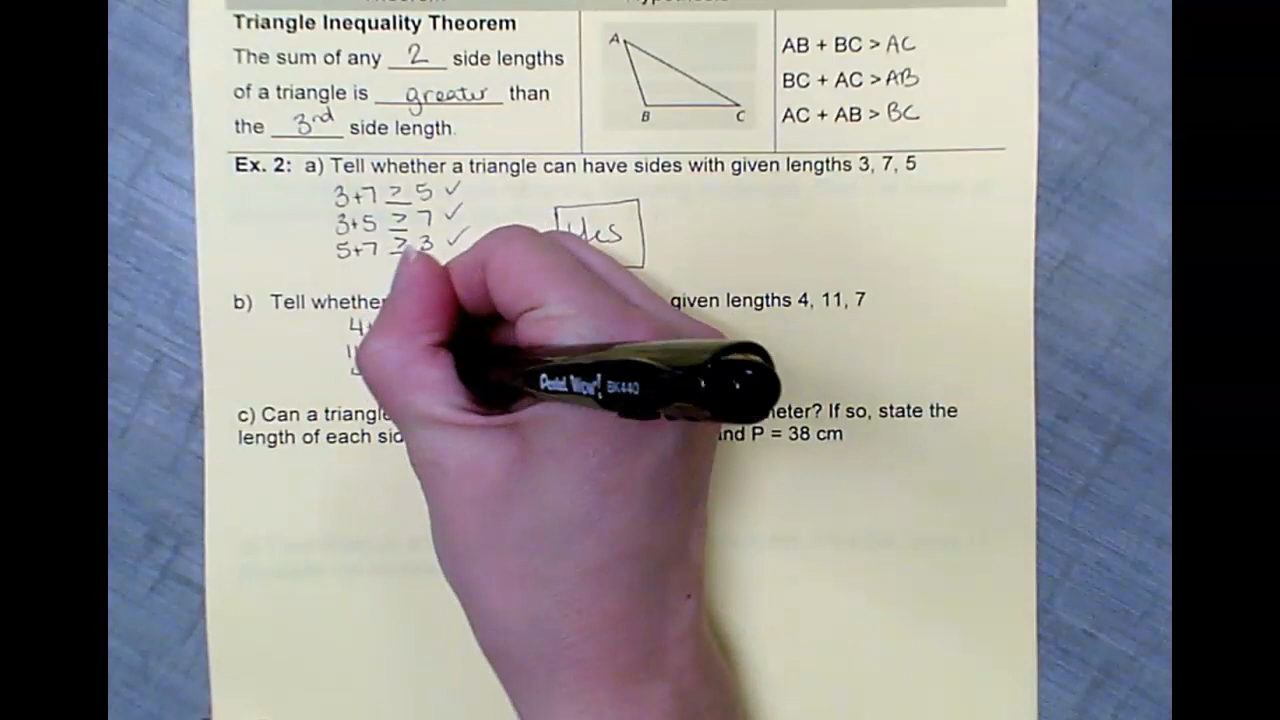 Triangle Inequality Theorem
The sum of any 2 side lengths
of a triangle is greater than
the 3rd side length.
A
B C
AB + BC > AC
BC + AC > AB
AC + AB > BC
Ex. 2: a) Tell whether a triangle can have sides with given lengths 3, 7, 5
3+7 ≥ 5 ✓
3+5 ≥ 7 ✓
5+7 ≥ 3 ✓
Yes
b) Tell whether given lengths 4, 11, 7
Pentel Wow! BK440
c) Can a triangle If so, state the
length of each P = 38 cm